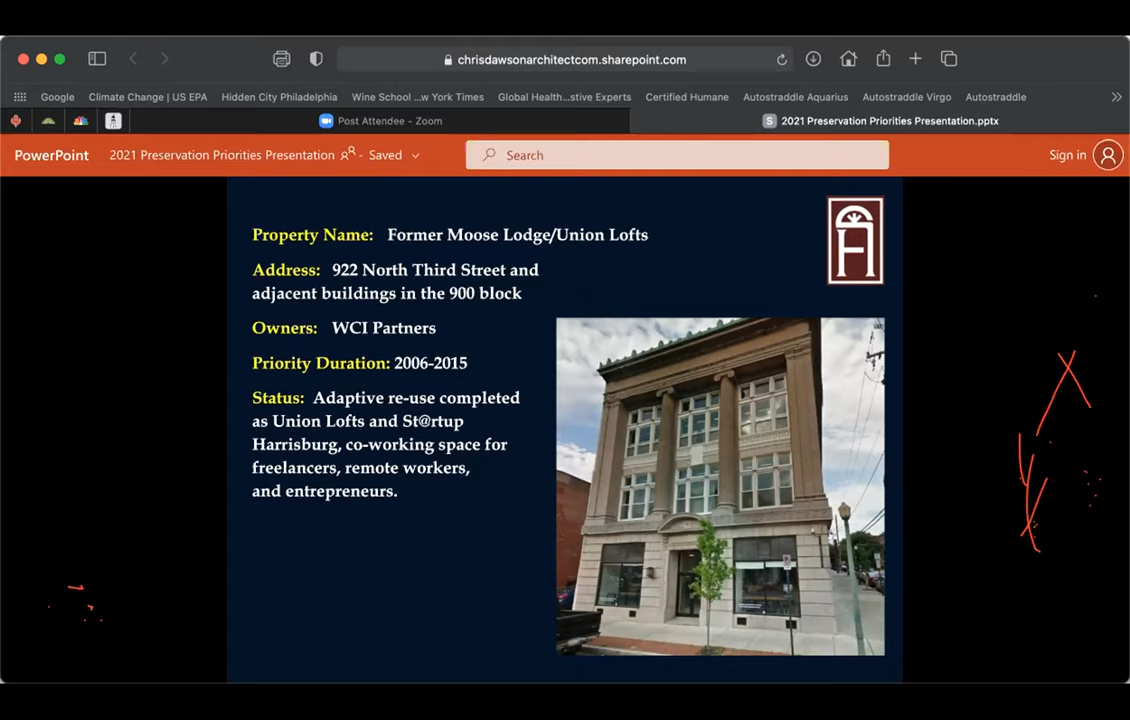 chrisdawsonarchitectcom.sharepoint.com
Google Climate Change | US EPA Hidden City Philadelphia Wine School ...w York Times Global Health...stive Experts Certified Humane Autostraddle Aquarius Autostraddle Virgo Autostraddle
Post Attendee - Zoom
S 2021 Preservation Priorities Presentation.pptx
PowerPoint 2021 Preservation Priorities Presentation - Saved Search Sign in
Property Name: Former Moose Lodge/Union Lofts
Address: 922 North Third Street and
adjacent buildings in the 900 block
Owners: WCI Partners
Priority Duration: 2006-2015
Status: Adaptive re-use completed
as Union Lofts and St@rtup
Harrisburg, co-working space for
freelancers, remote workers,
and entrepreneurs.